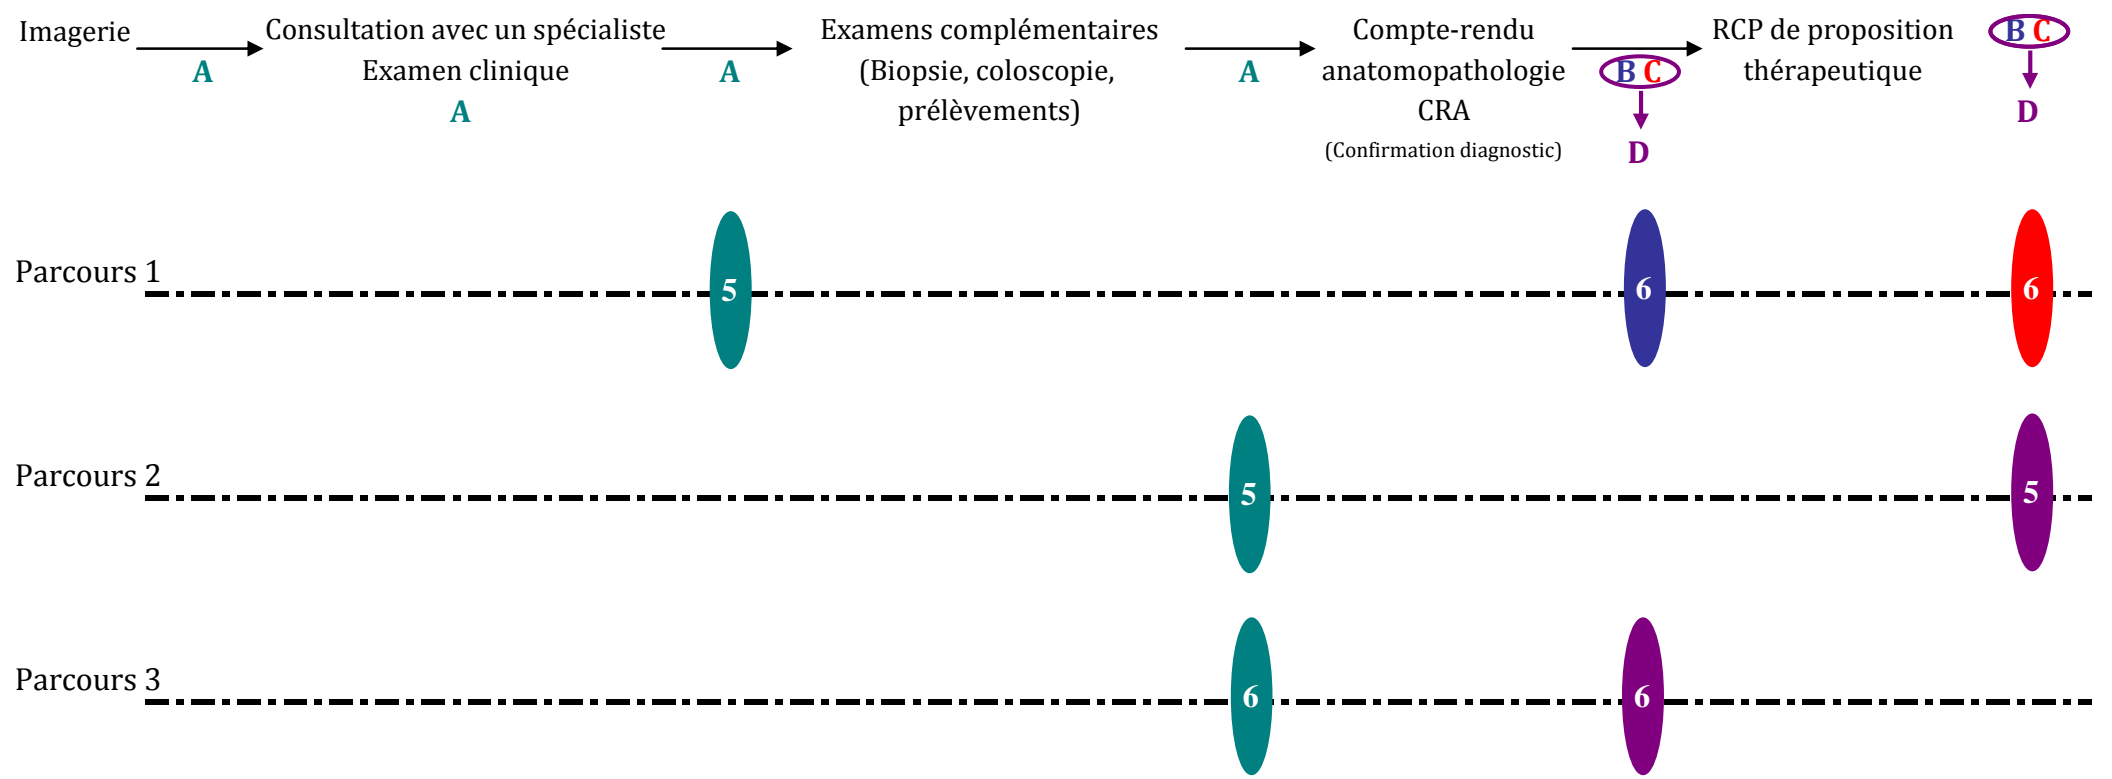 Imagerie
A
Consultation avec un spécialiste
Examen clinique
A
A
Examens complémentaires
(Biopsie, coloscopie,
prélèvements)
A
Compte-rendu
anatomopathologie
CRA
(Confirmation diagnostic)
B C
D
RCP de proposition
thérapeutique
B C
D
Parcours 1
5
6
6
Parcours 2
5
5
Parcours 3
6
6